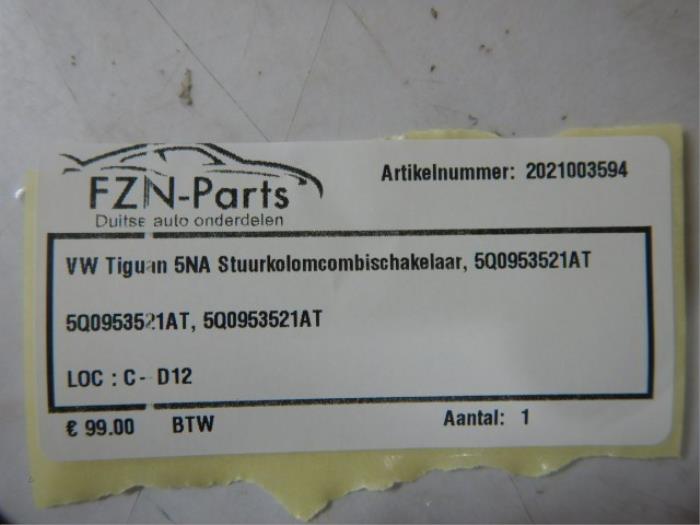 FZN-Parts
Duitse auto onderdelen
Artikelnummer: 2021003594
VW Tiguan 5NA Stuurkolomcombischakelaar, 5Q0953521AT
5Q0953521AT, 5Q0953521AT
LOC : C- D12
€ 99.00 BTW Aantal: 1